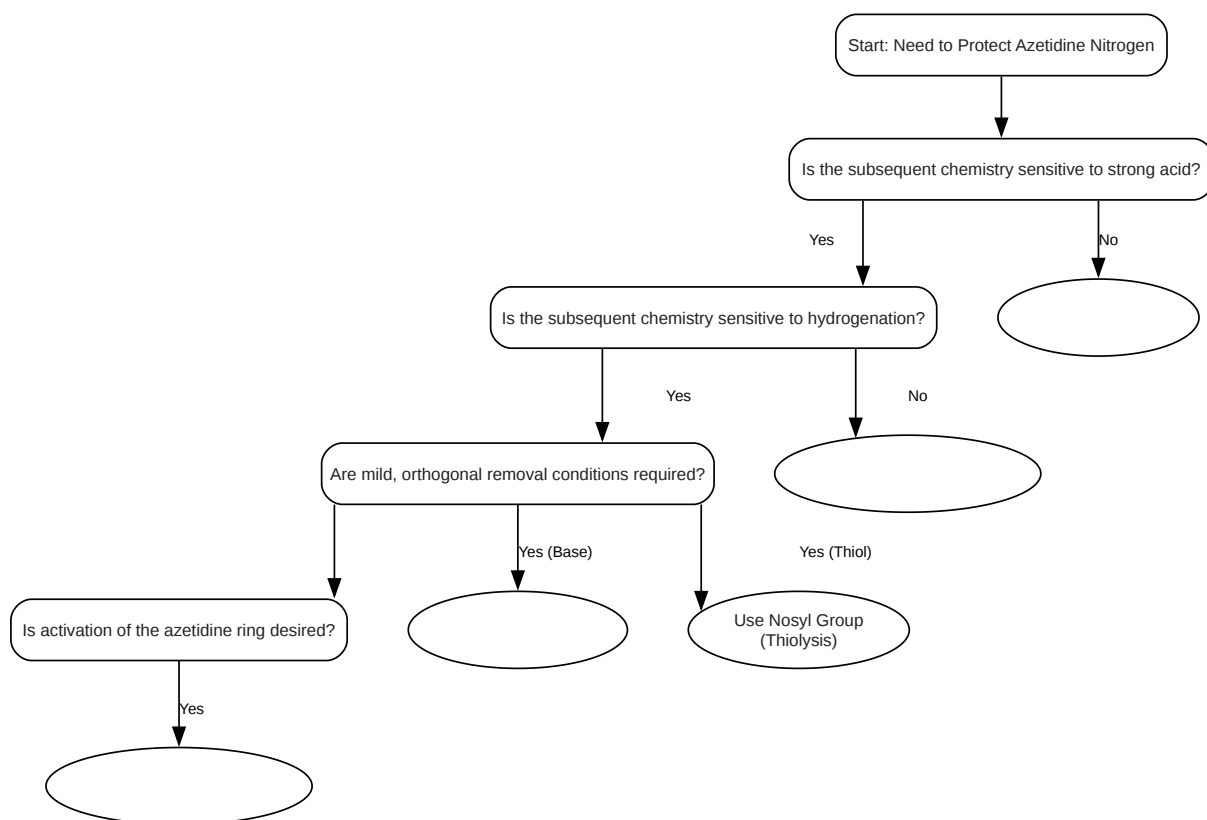 Start: Need to Protect Azetidine Nitrogen
Is the subsequent chemistry sensitive to strong acid?
Yes
No
Is the subsequent chemistry sensitive to hydrogenation?
Yes
No
Are mild, orthogonal removal conditions required?
Yes (Base)
Yes (Thiol)
Is activation of the azetidine ring desired?
Use Nosyl Group
(Thiolysis)
Yes